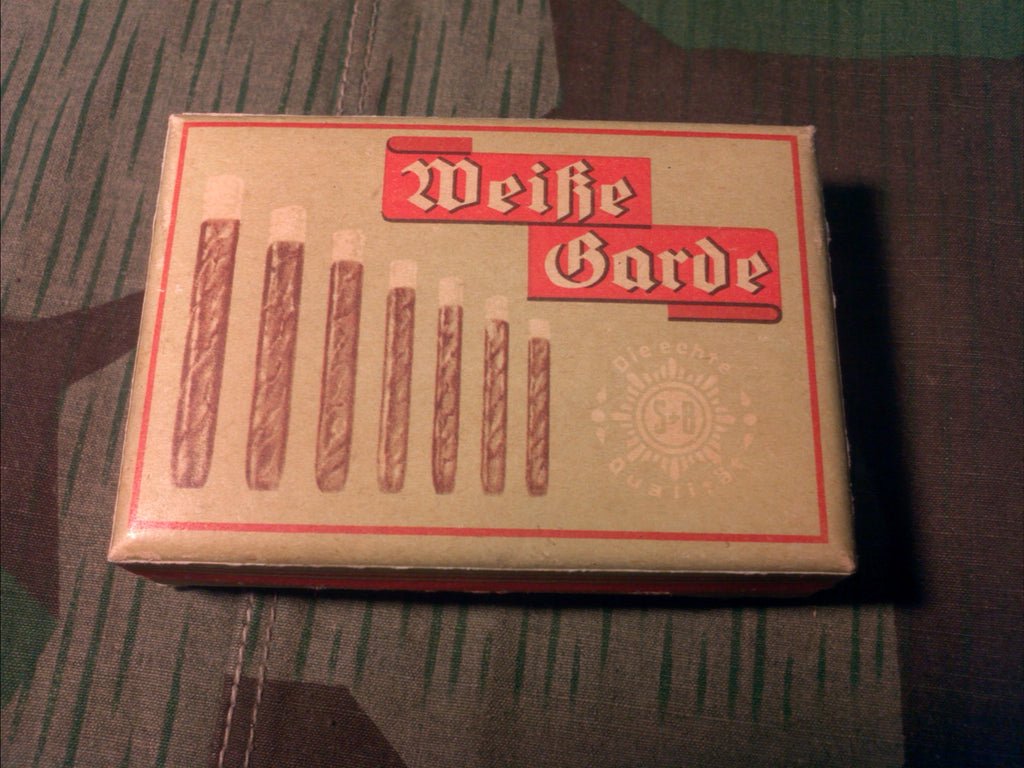 Weiße
Garde
Die echte
S+B
Qualität